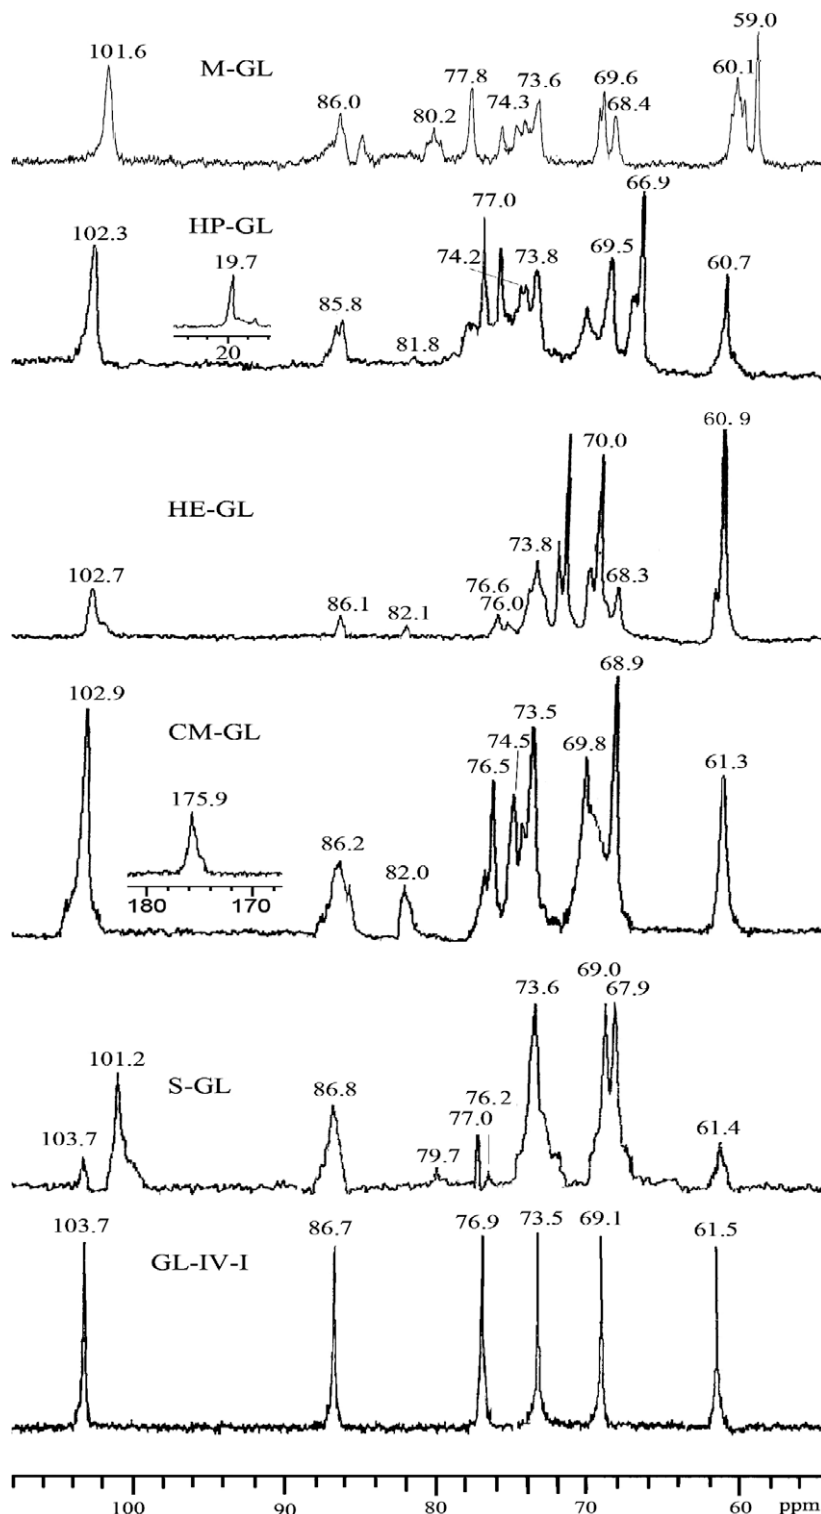 M-GL
101.6 86.0 80.2 77.8 74.3 73.6 69.6 68.4 60.1 59.0
HP-GL
102.3 19.7 85.8 81.8 77.0 74.2 73.8 69.5 66.9 60.7
20
HE-GL
102.7 86.1 82.1 76.6 76.0 73.8 70.0 68.3 60.9
CM-GL
102.9 175.9 86.2 82.0 76.5 74.5 73.5 69.8 68.9 61.3
180 170
S-GL
103.7 101.2 86.8 79.7 77.0 76.2 73.6 69.0 67.9 61.4
GL-IV-I
103.7 86.7 76.9 73.5 69.1 61.5
100 90 80 70 60 ppm